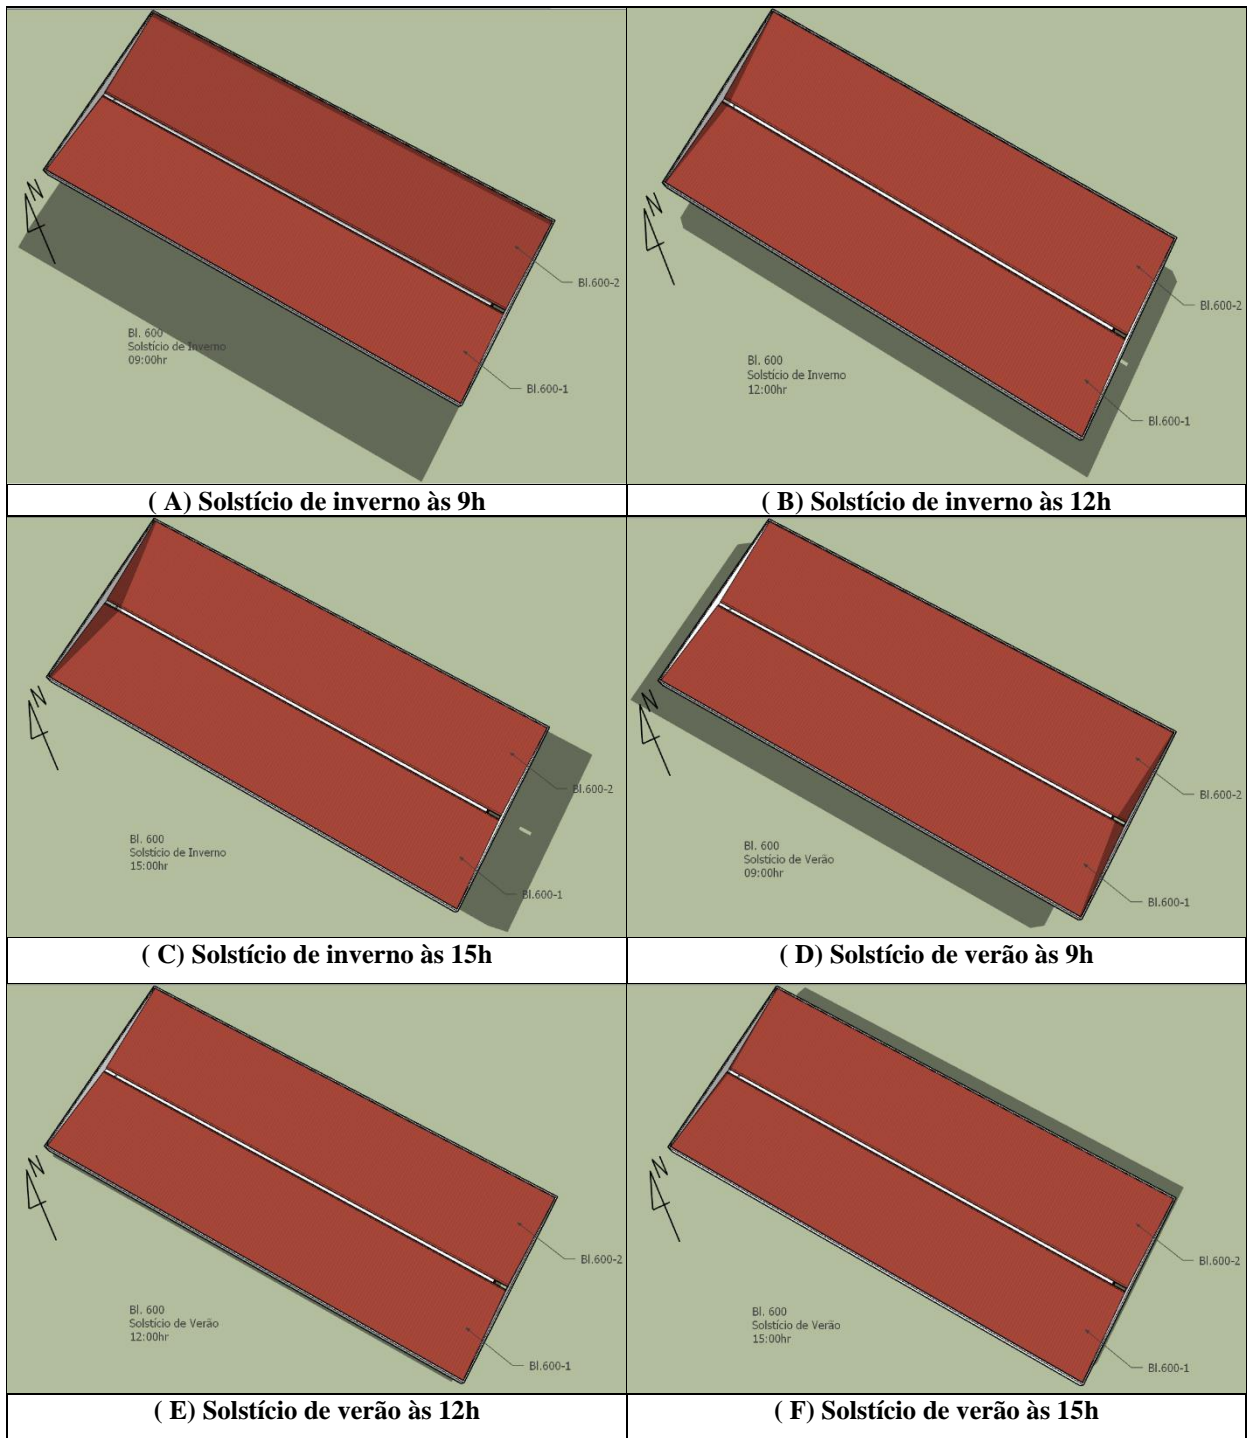 N
Bl.600-2
Bl. 600
Solstício de Inverno
09:00hr
Bl.600-1
N
Bl.600-2
Bl. 600
Solstício de Inverno
12:00hr
Bl.600-1
( A) Solstício de inverno às 9h
( B) Solstício de inverno às 12h
N
Bl.600-2
Bl. 600
Solstício de Inverno
15:00hr
Bl.600-1
N
Bl.600-2
Bl. 600
Solstício de Verão
09:00hr
Bl.600-1
( C) Solstício de inverno às 15h
( D) Solstício de verão às 9h
N
Bl.600-2
Bl. 600
Solstício de Verão
12:00hr
Bl.600-1
N
Bl.600-2
Bl. 600
Solstício de Verão
15:00hr
Bl.600-1
( E) Solstício de verão às 12h
( F) Solstício de verão às 15h